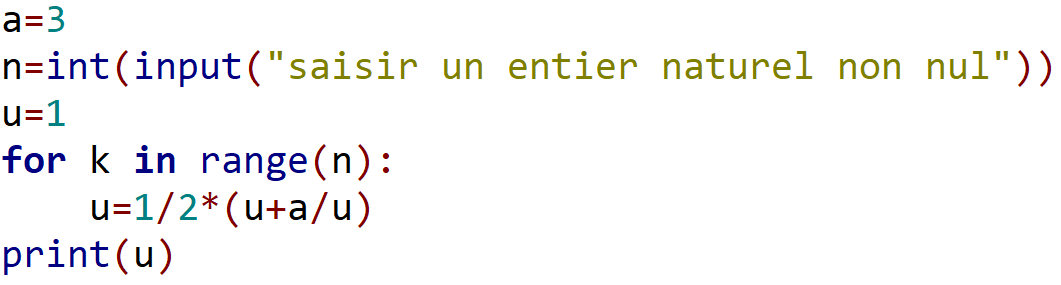 a=3
n=int(input("saisir un entier naturel non nul"))
u=1
for k in range(n):
    u=1/2*(u+a/u)
print(u)